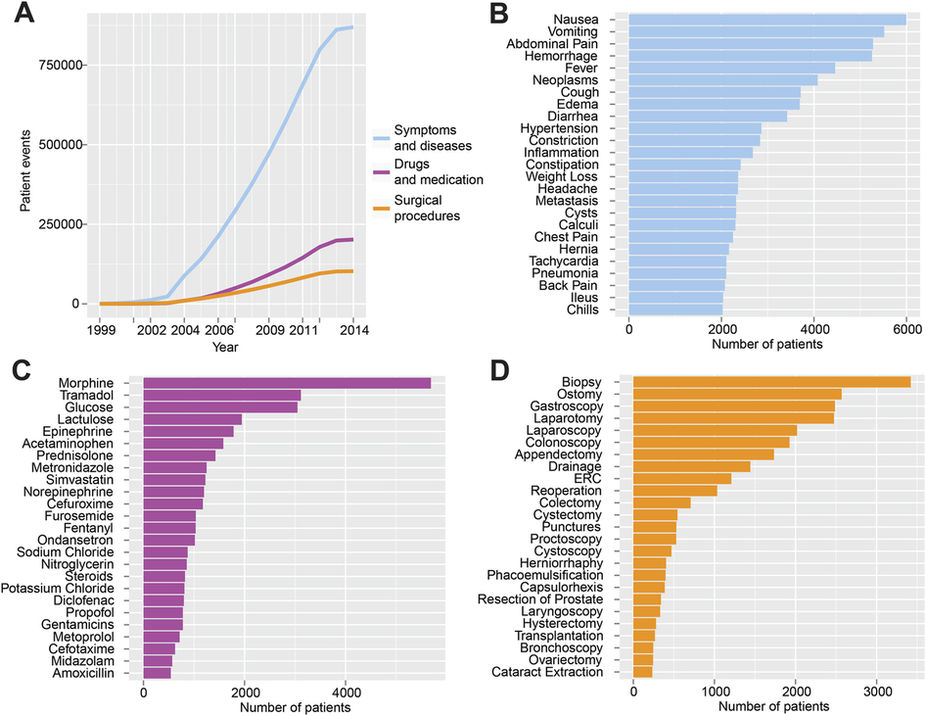 A
750000
500000
250000
0
Patient events
1999
2002
2004
2006
2009
2011
2014
Year
Symptoms
and diseases
Drugs
and medication
Surgical
procedures
B
Nausea
Vomiting
Abdominal Pain
Hemorrhage
Fever
Neoplasms
Cough
Edema
Diarrhea
Hypertension
Constriction
Inflammation
Constipation
Weight Loss
Headache
Metastasis
Cysts
Calculi
Chest Pain
Hernia
Tachycardia
Pneumonia
Back Pain
Ileus
Chills
0
2000
4000
6000
Number of patients
C
Morphine
Tramadol
Glucose
Lactulose
Epinephrine
Acetaminophen
Prednisolone
Metronidazole
Simvastatin
Norepinephrine
Cefuroxime
Furosemide
Fentanyl
Ondansetron
Sodium Chloride
Nitroglycerin
Steroids
Potassium Chloride
Diclofenac
Propofol
Gentamicins
Metoprolol
Cefotaxime
Midazolam
Amoxicillin
0
2000
4000
Number of patients
D
Biopsy
Ostomy
Gastroscopy
Laparotomy
Laparoscopy
Colonoscopy
Appendectomy
Drainage
ERC
Reoperation
Colectomy
Cystectomy
Punctures
Proctoscopy
Cystoscopy
Herniorrhaphy
Phacoemulsification
Capsulorhexis
Resection of Prostate
Laryngoscopy
Hysterectomy
Transplantation
Bronchoscopy
Ovariectomy
Cataract Extraction
0
1000
2000
3000
Number of patients